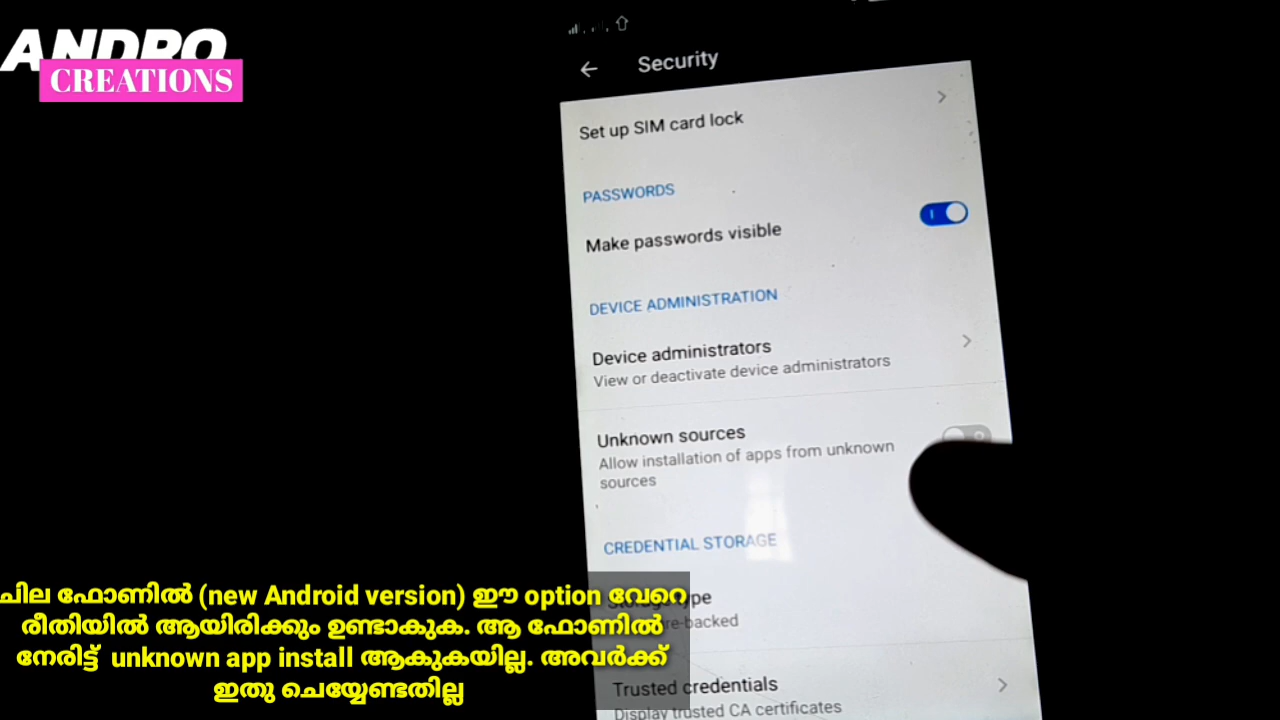 ANDRO
CREATIONS
Security
Set up SIM card lock
PASSWORDS
Make passwords visible
DEVICE ADMINISTRATION
Device administrators
View or deactivate device administrators
Unknown sources
Allow installation of apps from unknown
sources
CREDENTIAL STORAGE
ചില ഫോണിൽ (new Android version) ഈ option വേറെ
രീതിയിൽ ആയിരിക്കും ഉണ്ടാകുക. ആ ഫോണിൽ
നേരിട്ട് unknown app install ആകുകയില്ല. അവർക്ക്
ഇതു ചെയ്യേണ്ടതില്ല
type
-backed
Trusted credentials
Display trusted CA certificates